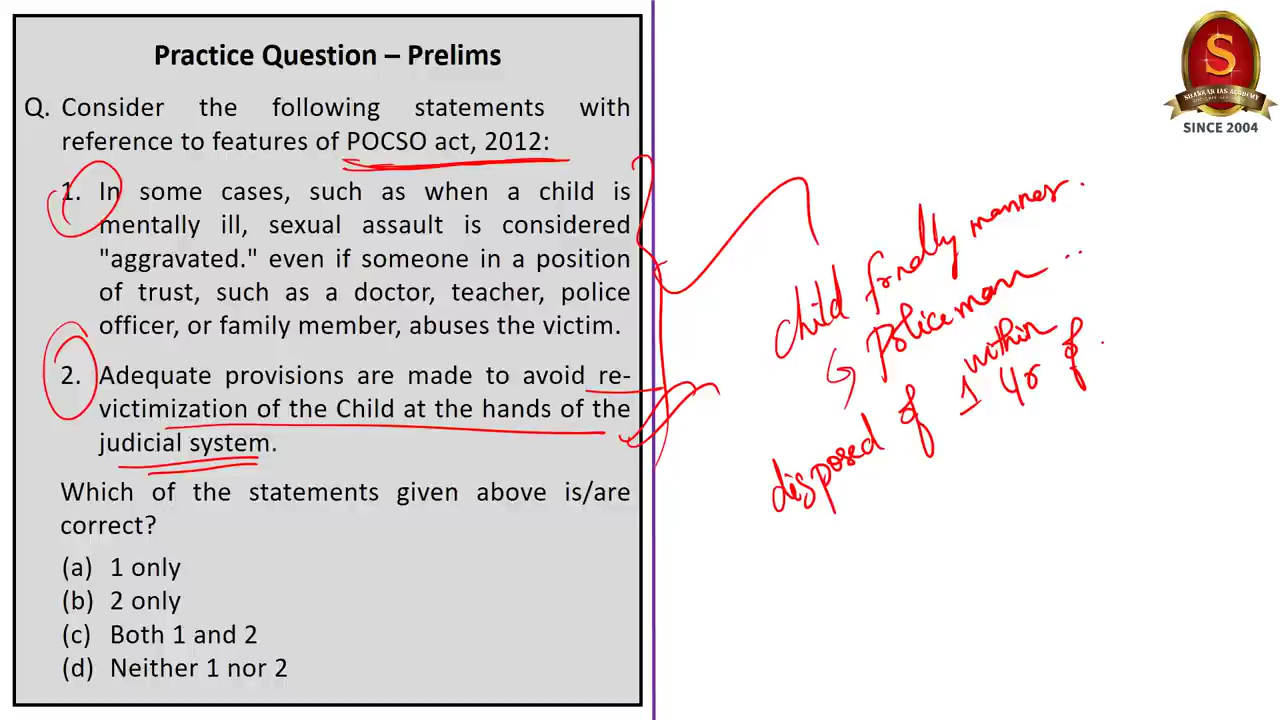 Practice Question – Prelims
Q. Consider the following statements with
reference to features of POCSO act, 2012:
1. In some cases, such as when a child is
mentally ill, sexual assault is considered
"aggravated." even if someone in a position
of trust, such as a doctor, teacher, police
officer, or family member, abuses the victim.
2. Adequate provisions are made to avoid re-
victimization of the Child at the hands of the
judicial system.
Which of the statements given above is/are
correct?
(a) 1 only
(b) 2 only
(c) Both 1 and 2
(d) Neither 1 nor 2
S
SHANKAR IAS ACADEMY
SINCE 2004
child frndly manner.
Policeman ..
within
disposed of 1 yr of .